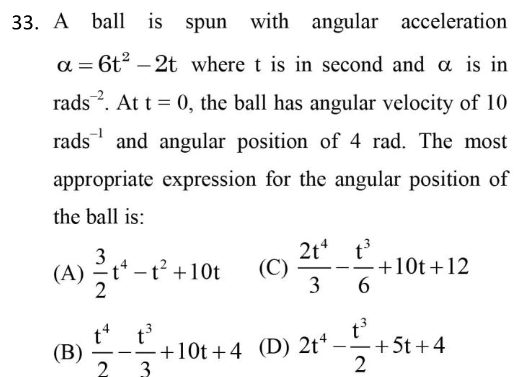 33. A ball is spun with angular acceleration
α = 6t² – 2t where t is in second and α is in
rads⁻². At t = 0, the ball has angular velocity of 10
rads⁻¹ and angular position of 4 rad. The most
appropriate expression for the angular position of
the ball is:
(A) 3/2 t⁴ – t² + 10t (C) 2t⁴/3 – t³/6 + 10t + 12
(B) t⁴/2 – t³/3 + 10t + 4 (D) 2t⁴ – t³/2 + 5t + 4